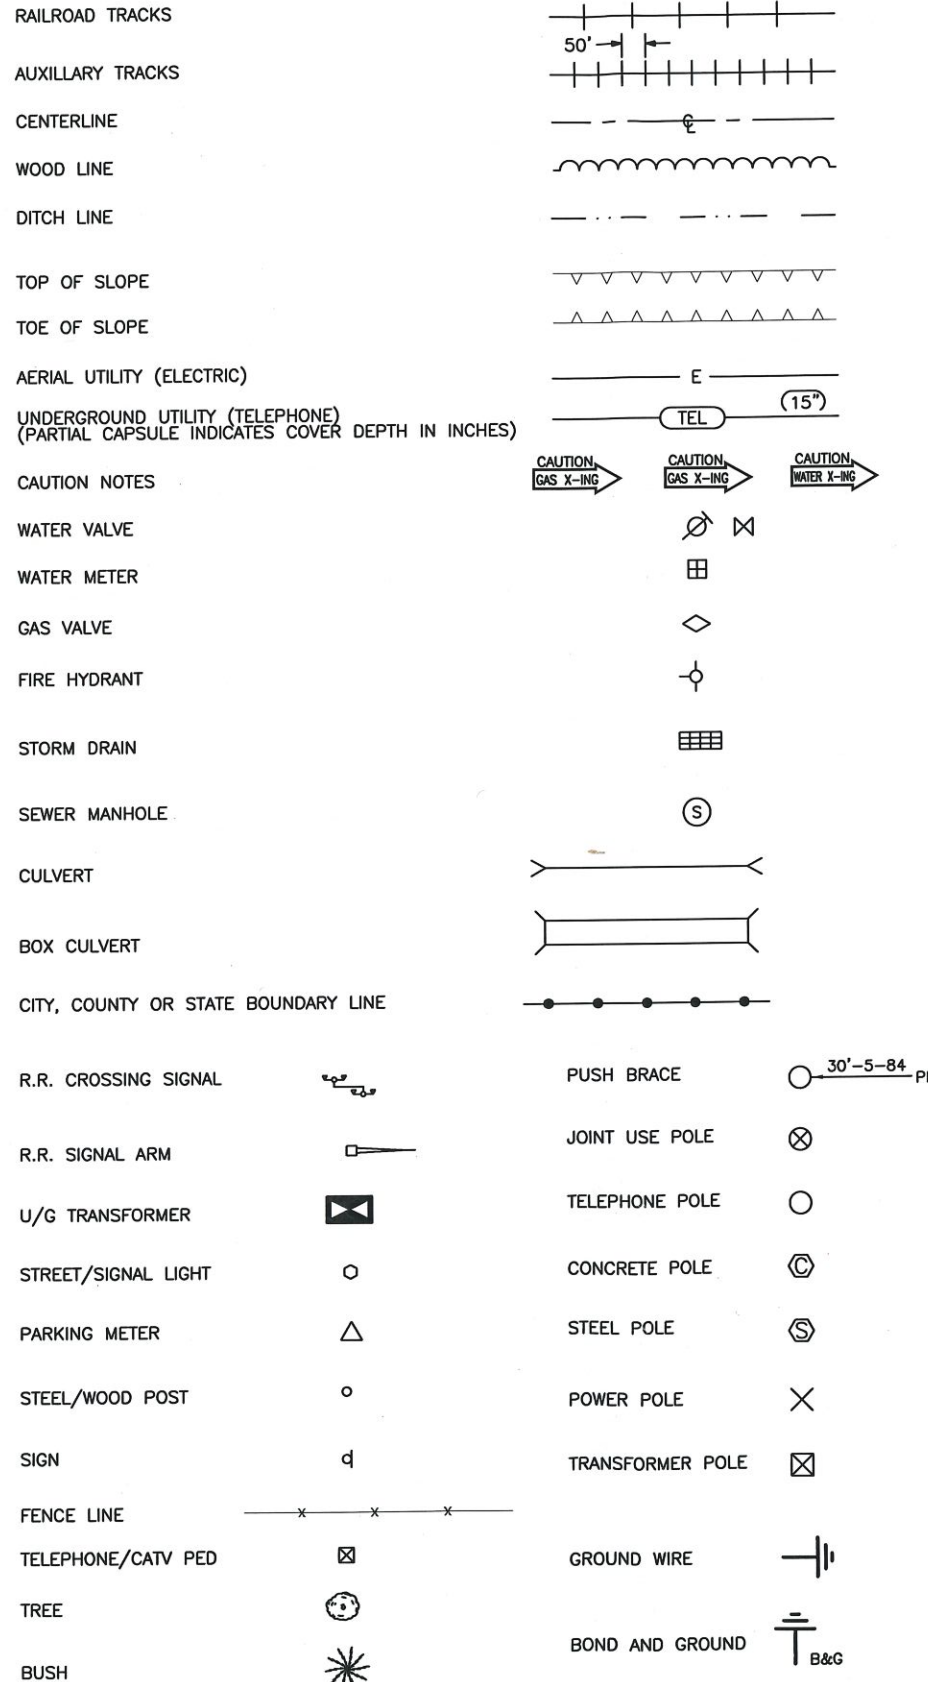 RAILROAD TRACKS
50'
AUXILLARY TRACKS
CENTERLINE
WOOD LINE
DITCH LINE
TOP OF SLOPE
TOE OF SLOPE
AERIAL UTILITY (ELECTRIC) E
UNDERGROUND UTILITY (TELEPHONE) TEL (15")
(PARTIAL CAPSULE INDICATES COVER DEPTH IN INCHES)
CAUTION CAUTION CAUTION
CAUTION NOTES GAS X-ING GAS X-ING WATER X-ING
WATER VALVE
WATER METER
GAS VALVE
FIRE HYDRANT
STORM DRAIN
SEWER MANHOLE S
CULVERT
BOX CULVERT
CITY, COUNTY OR STATE BOUNDARY LINE
R.R. CROSSING SIGNAL PUSH BRACE 30'-5-84
R.R. SIGNAL ARM JOINT USE POLE
U/G TRANSFORMER TELEPHONE POLE
STREET/SIGNAL LIGHT CONCRETE POLE C
PARKING METER STEEL POLE S
STEEL/WOOD POST POWER POLE
SIGN TRANSFORMER POLE
FENCE LINE x x x
TELEPHONE/CATV PED GROUND WIRE
TREE
BOND AND GROUND B&G
BUSH